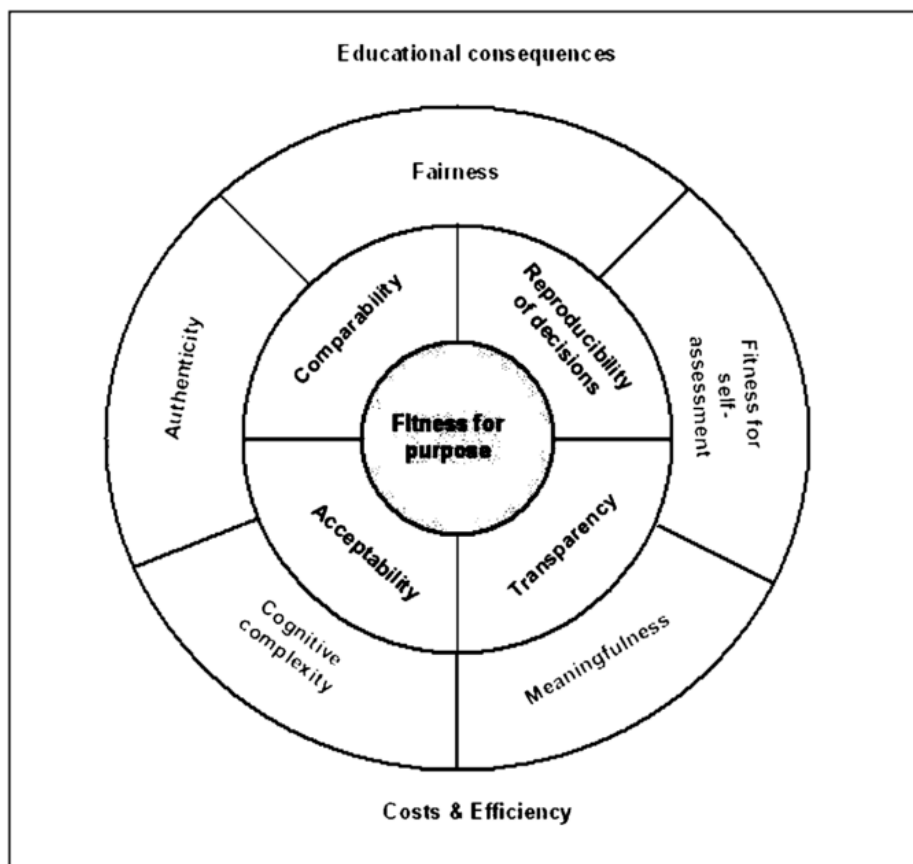 Educational consequences
Fairness
Comparability
Reproducibility
of decisions
Authenticity
Fitness for
self-
assessment
Fitness for
purpose
Acceptability
Transparency
Cognitive
complexity
Meaningfulness
Costs & Efficiency